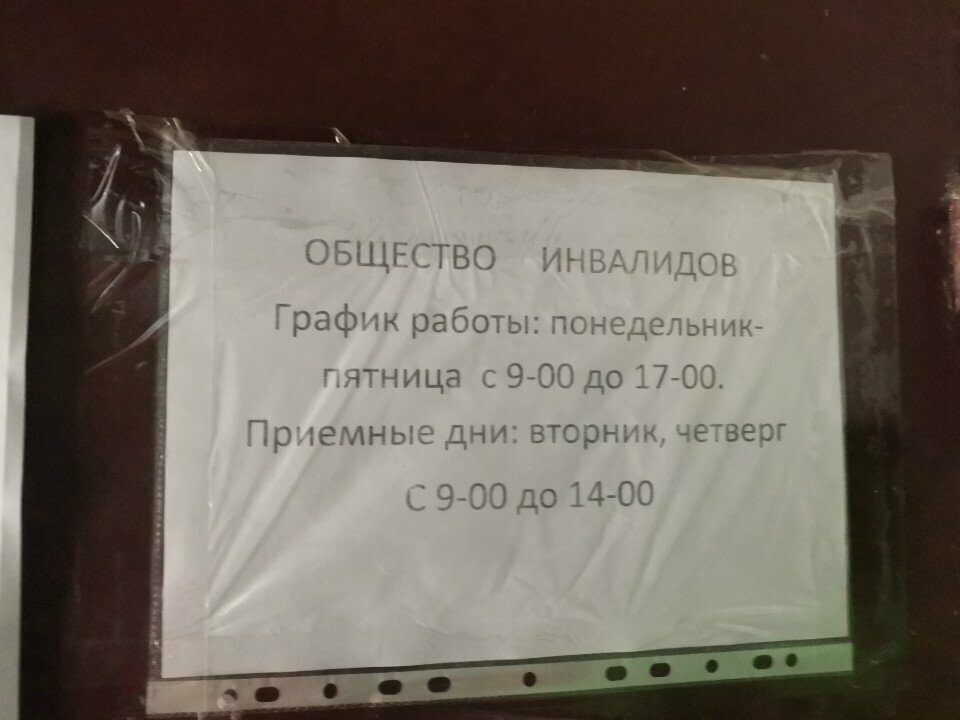 ОБЩЕСТВО ИНВАЛИДОВ
График работы: понедельник-
пятница с 9-00 до 17-00.
Приемные дни: вторник, четверг
С 9-00 до 14-00